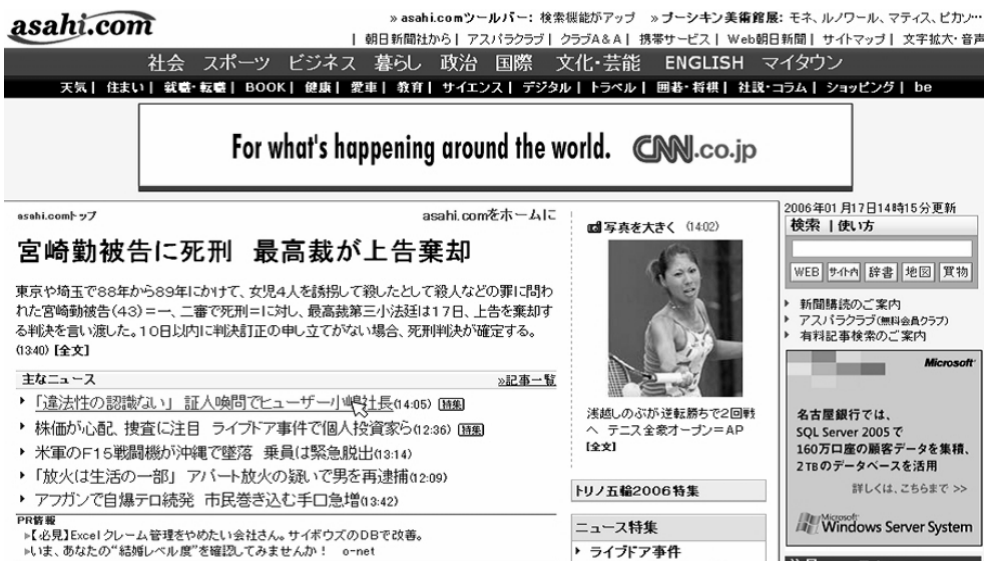 asahi.com
» asahi.comツールバー: 検索機能がアップ » プーシキン美術館展: モネ、ルノワール、マティス、ピカソ…
| 朝日新聞社から | アスパラクラブ | クラブA&A | 携帯サービス | Web朝日新聞 | サイトマップ | 文字拡大・音声
社会 スポーツ ビジネス 暮らし 政治 国際 文化・芸能 ENGLISH マイタウン
天気 | 住まい | 就職・転職 | BOOK | 健康 | 愛車 | 教育 | サイエンス | デジタル | トラベル | 囲碁・将棋 | 社説・コラム | ショッピング | be
For what's happening around the world. CNN.co.jp
asahi.comトップ
asahi.comをホームに
宮崎勤被告に死刑 最高裁が上告棄却
東京や埼玉で88年から89年にかけて、女児4人を誘拐して殺したとして殺人などの罪に問わ
れた宮崎勤被告(43)=一、二審で死刑=に対し、最高裁第三小法廷は17日、上告を棄却す
る判決を言い渡した。10日以内に判決訂正の申し立てがない場合、死刑判決が確定する。
(13:40) [全文]
主なニュース
»記事一覧
「違法性の認識ない」 証人喚問でヒューザー小嶋社長(14:05) [特集]
株価が心配、捜査に注目 ライブドア事件で個人投資家ら(12:36) [特集]
米軍のF15戦闘機が沖縄で墜落 乗員は緊急脱出(13:14)
「放火は生活の一部」 アパート放火の疑いで男を再逮捕(12:09)
アフガンで自爆テロ続発 市民巻き込む手口急増(13:42)
PR情報
【必見】Excelクレーム管理をやめたい会社さん。サイボウズのDBで改善。
いま、あなたの“結婚レベル度”を確認してみませんか! o-net
写真を大きく (14:02)
浅越しのぶが逆転勝ちで2回戦
へ テニス全豪オープン=AP
[全文]
トリノ五輪2006特集
ニュース特集
ライブドア事件
2006年01月17日14時15分更新
検索 | 使い方
WEB サイト内 辞書 地図 買物
新聞購読のご案内
アスパラクラブ(無料会員クラブ)
有料記事検索のご案内
Microsoft
名古屋銀行では、
SQL Server 2005で
160万口座の顧客データを集積、
2TBのデータベースを活用
詳しくは、こちらまで >>
Microsoft
Windows Server System